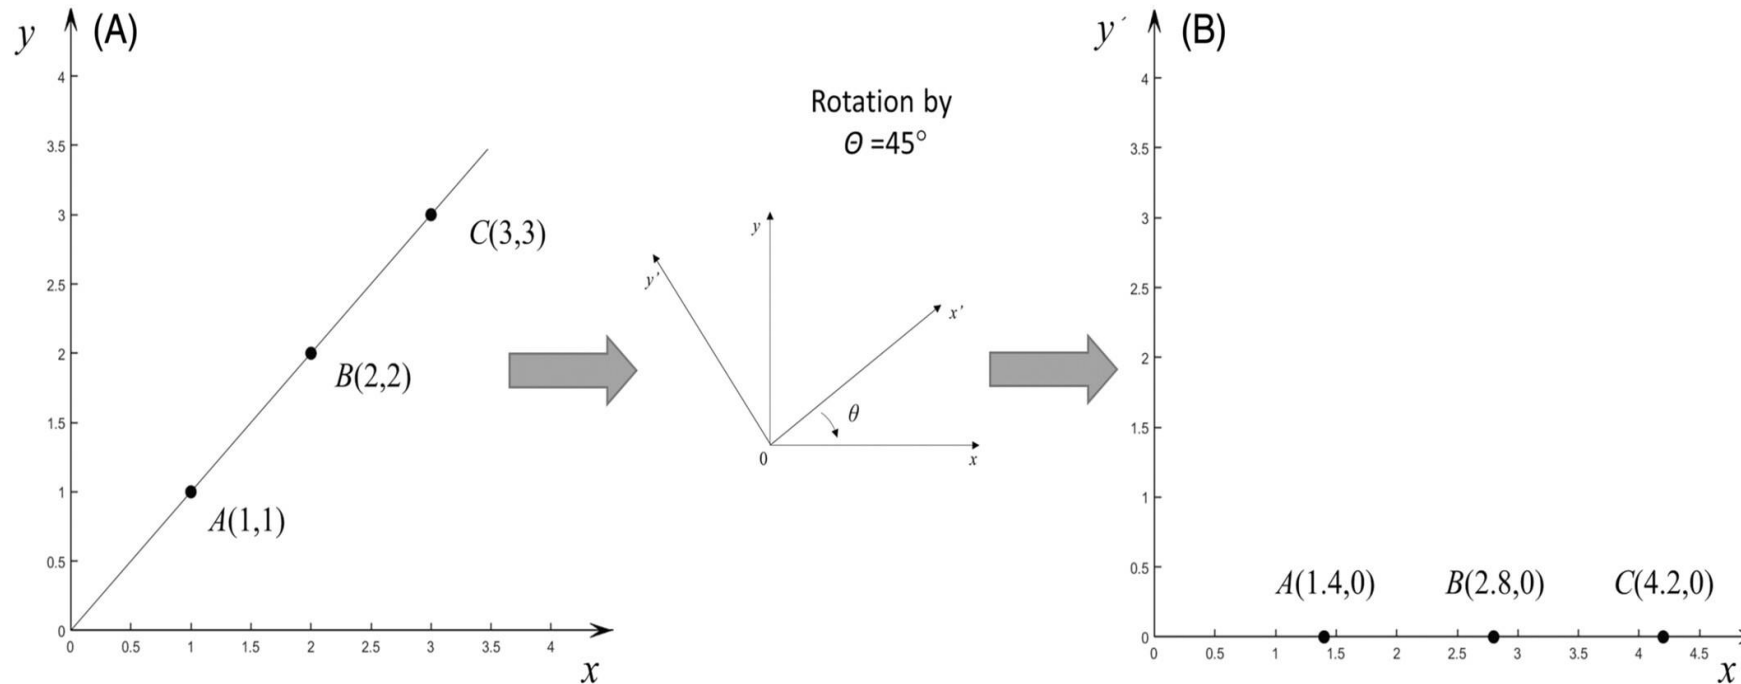 y
(A)
4
3.5
3
2.5
2
1.5
1
0.5
0
C(3,3)
B(2,2)
A(1,1)
0 0.5 1 1.5 2 2.5 3 3.5 4
x
Rotation by
Θ =45°
y
y'
x'
θ
0
x
y´
(B)
4
3.5
3
2.5
2
1.5
1
0.5
0
A(1.4,0) B(2.8,0) C(4.2,0)
0 0.5 1 1.5 2 2.5 3 3.5 4 4.5
x